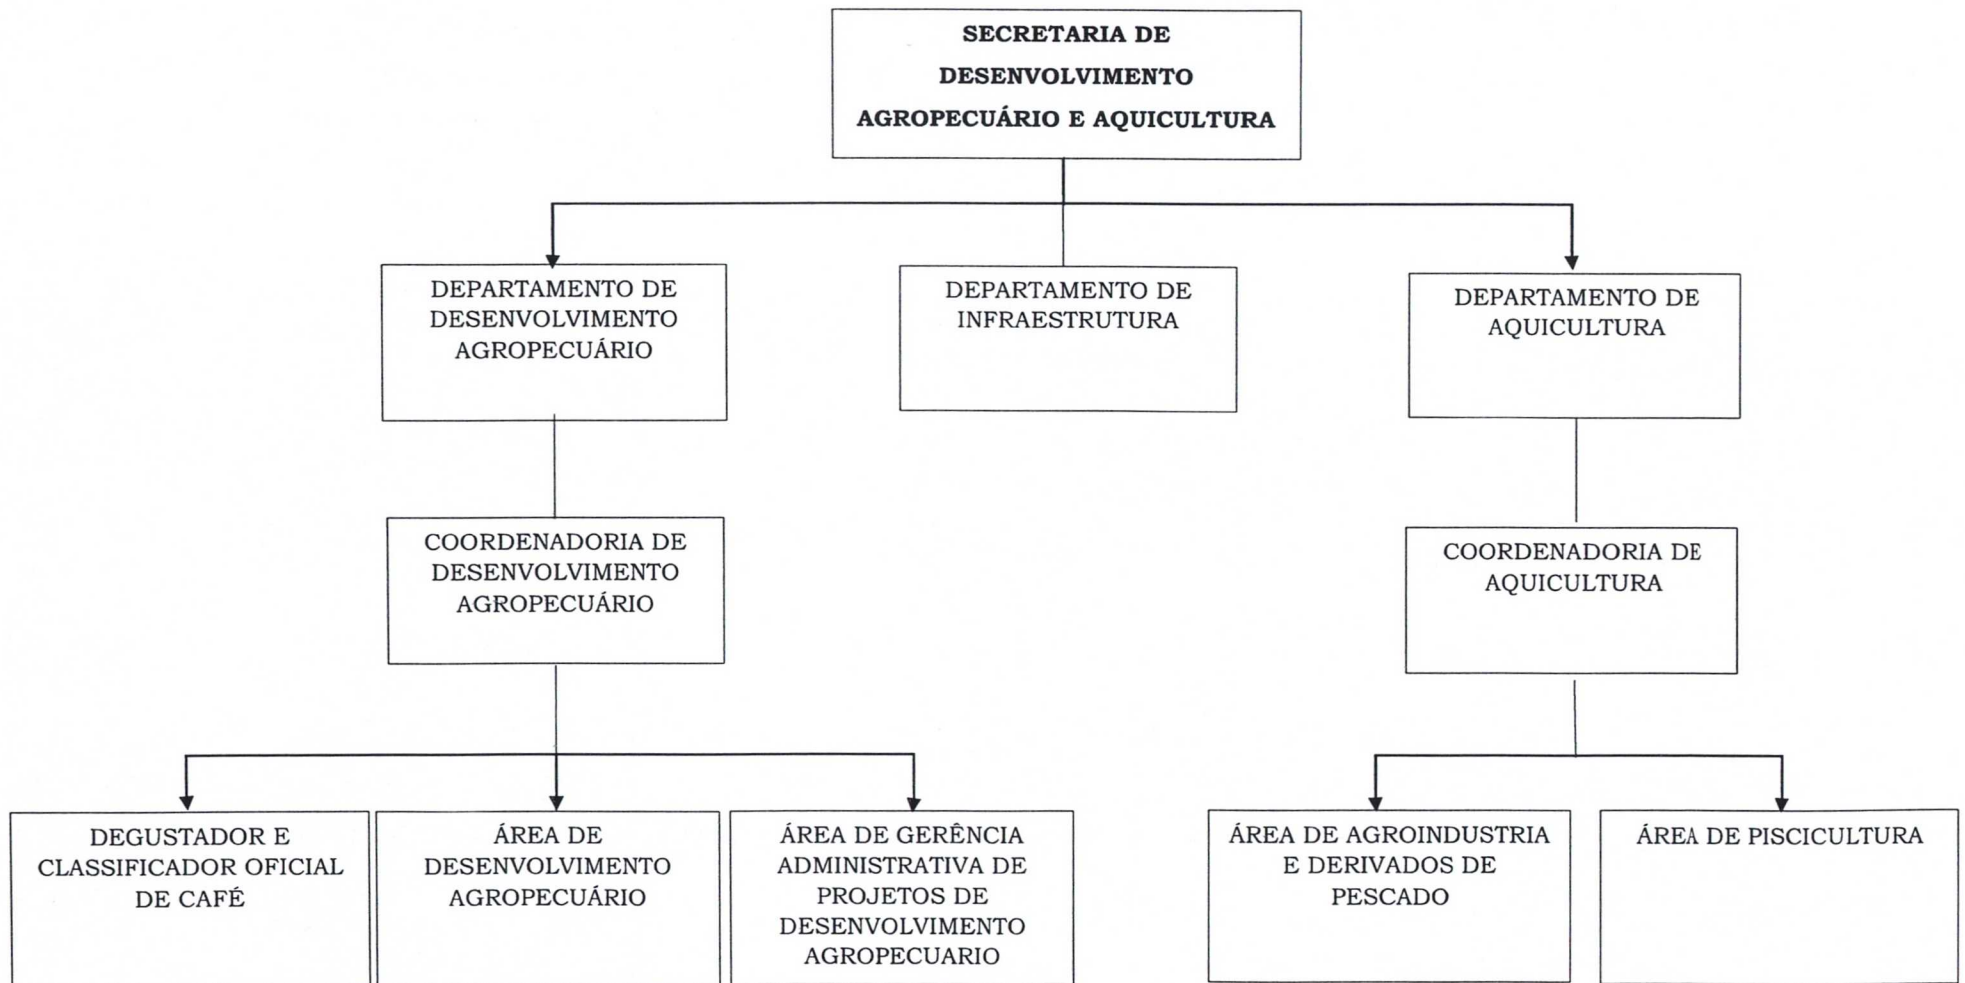 SECRETARIA DE
DESENVOLVIMENTO
AGROPECUÁRIO E AQUICULTURA
DEPARTAMENTO DE
DESENVOLVIMENTO
AGROPECUÁRIO
DEPARTAMENTO DE
INFRAESTRUTURA
DEPARTAMENTO DE
AQUICULTURA
COORDENADORIA DE
DESENVOLVIMENTO
AGROPECUÁRIO
COORDENADORIA DE
AQUICULTURA
DEGUSTADOR E
CLASSIFICADOR OFICIAL
DE CAFÉ
ÁREA DE
DESENVOLVIMENTO
AGROPECUÁRIO
ÁREA DE GERÊNCIA
ADMINISTRATIVA DE
PROJETOS DE
DESENVOLVIMENTO
AGROPECUARIO
ÁREA DE AGROINDUSTRIA
E DERIVADOS DE
PESCADO
ÁREA DE PISCICULTURA